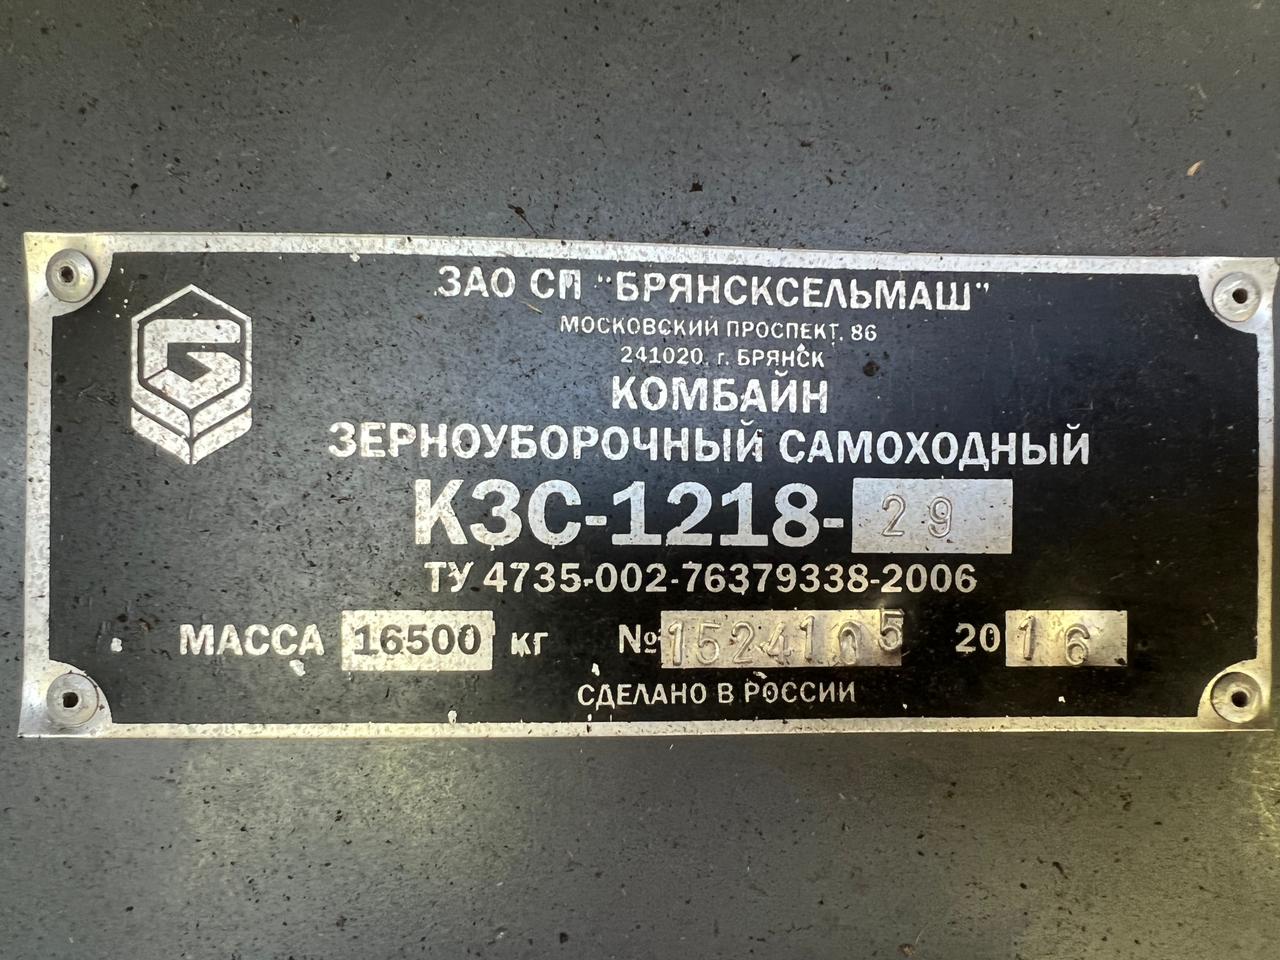 ЗАО СП "БРЯНСКСЕЛЬМАШ"
МОСКОВСКИЙ ПРОСПЕКТ, 86
241020, г. БРЯНСК
КОМБАЙН
ЗЕРНОУБОРОЧНЫЙ САМОХОДНЫЙ
КЗС-1218-29
ТУ 4735-002-76379338-2006
МАССА 16500 кг №1524105 2016
СДЕЛАНО В РОССИИ